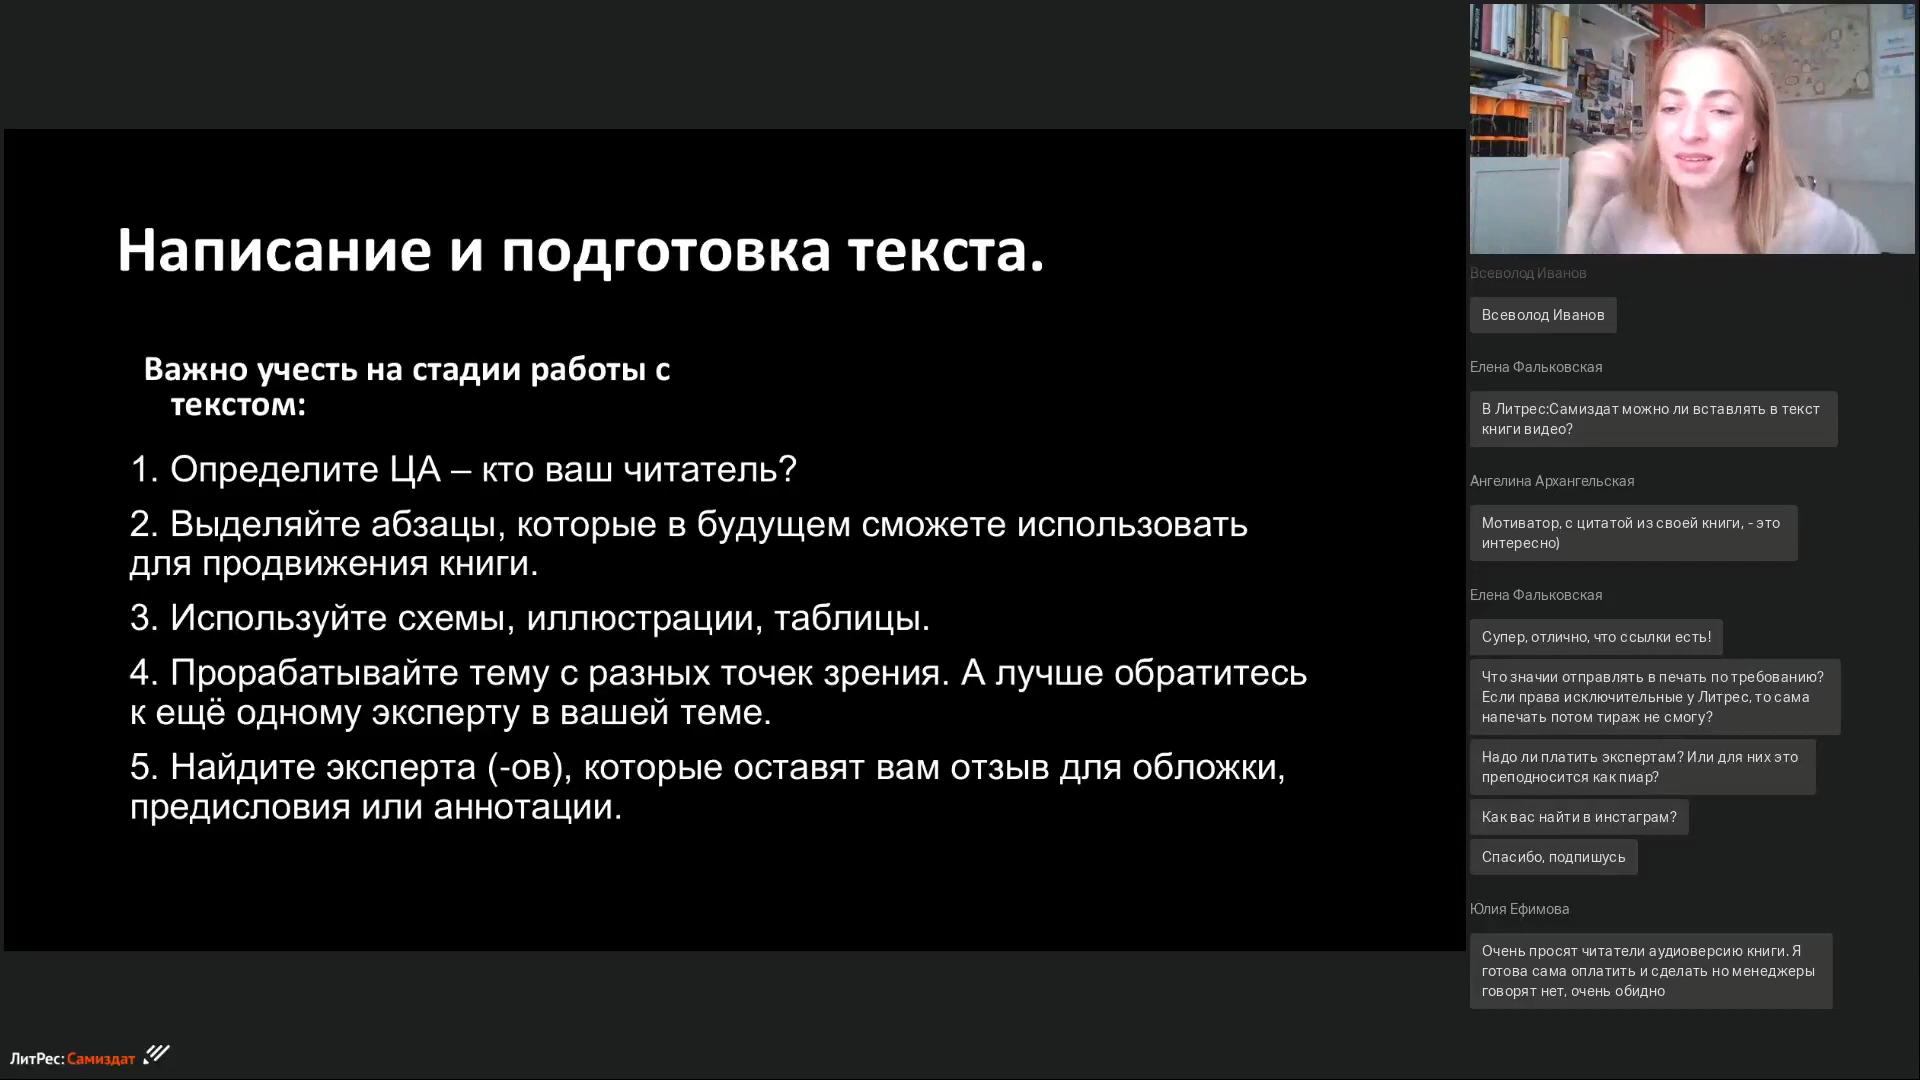 Написание и подготовка текста.
Важно учесть на стадии работы с
текстом:
1. Определите ЦА – кто ваш читатель?
2. Выделяйте абзацы, которые в будущем сможете использовать
для продвижения книги.
3. Используйте схемы, иллюстрации, таблицы.
4. Прорабатывайте тему с разных точек зрения. А лучше обратитесь
к ещё одному эксперту в вашей теме.
5. Найдите эксперта (-ов), которые оставят вам отзыв для обложки,
предисловия или аннотации.
ЛитРес: Самиздат
Всеволод Иванов
Всеволод Иванов
Елена Фальковская
В Литрес:Самиздат можно ли вставлять в текст
книги видео?
Ангелина Архангельская
Мотиватор, с цитатой из своей книги, - это
интересно)
Елена Фальковская
Супер, отлично, что ссылки есть!
Что значии отправлять в печать по требованию?
Если права исключительные у Литрес, то сама
напечать потом тираж не смогу?
Надо ли платить экспертам? Или для них это
преподносится как пиар?
Как вас найти в инстаграм?
Спасибо, подпишусь
Юлия Ефимова
Очень просят читатели аудиоверсию книги. Я
готова сама оплатить и сделать но менеджеры
говорят нет, очень обидно